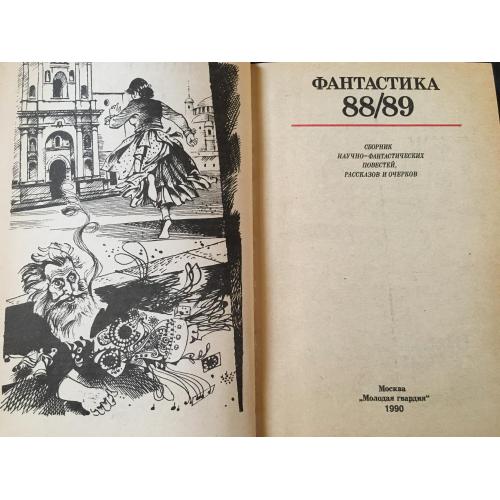 ФАНТАСТИКА
88/89
СБОРНИК
НАУЧНО-ФАНТАСТИЧЕСКИХ
ПОВЕСТЕЙ,
РАССКАЗОВ И ОЧЕРКОВ
Москва
„Молодая гвардия"
1990